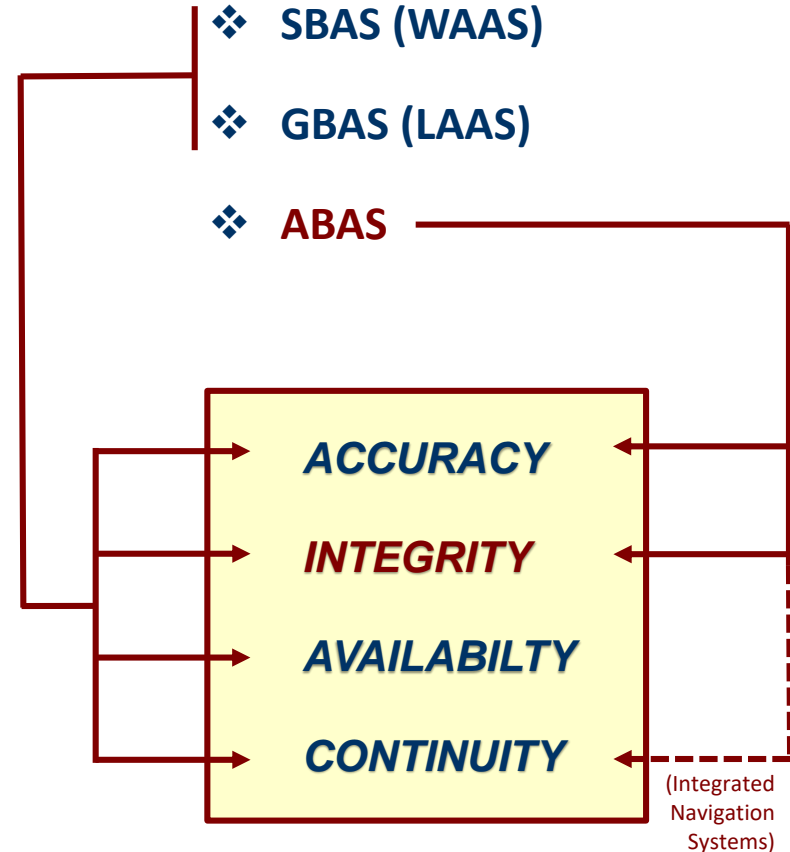 SBAS (WAAS)
GBAS (LAAS)
ABAS
ACCURACY
INTEGRITY
AVAILABILTY
CONTINUITY
(Integrated
Navigation
Systems)